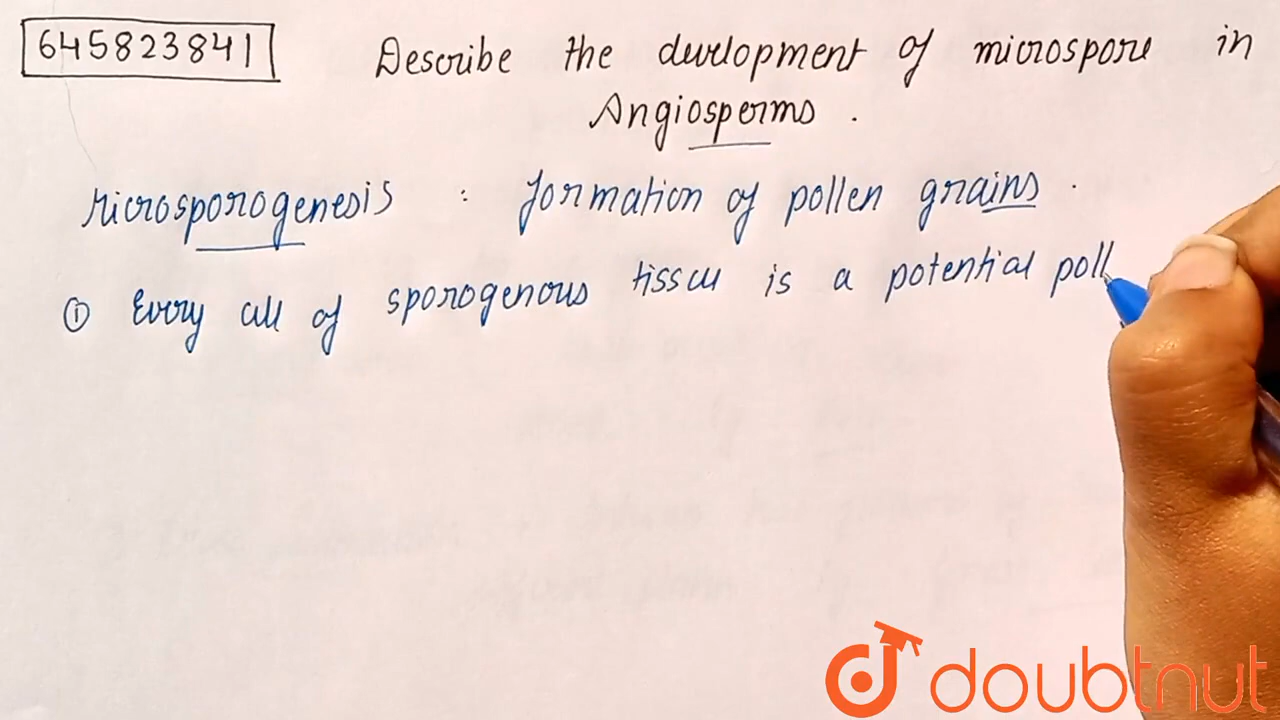 645823841 Describe the development of microspore in
Angiosperms.
Microsporogenesis : formation of pollen grains.
① Every cell of sporogenous tissue is a potential poll
doubtnut